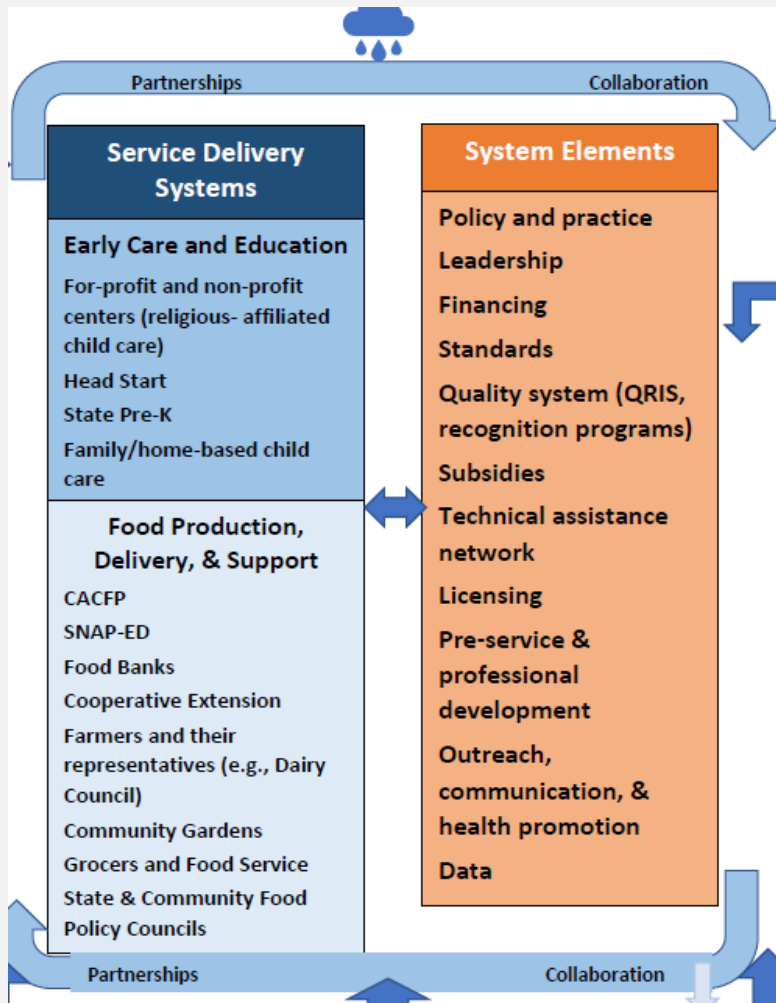 Partnerships
Collaboration
Service Delivery
Systems
Early Care and Education
For-profit and non-profit
centers (religious- affiliated
child care)
Head Start
State Pre-K
Family/home-based child
care
Food Production,
Delivery, & Support
CACFP
SNAP-ED
Food Banks
Cooperative Extension
Farmers and their
representatives (e.g., Dairy
Council)
Community Gardens
Grocers and Food Service
State & Community Food
Policy Councils
System Elements
Policy and practice
Leadership
Financing
Standards
Quality system (QRIS,
recognition programs)
Subsidies
Technical assistance
network
Licensing
Pre-service &
professional
development
Outreach,
communication, &
health promotion
Data
Partnerships
Collaboration